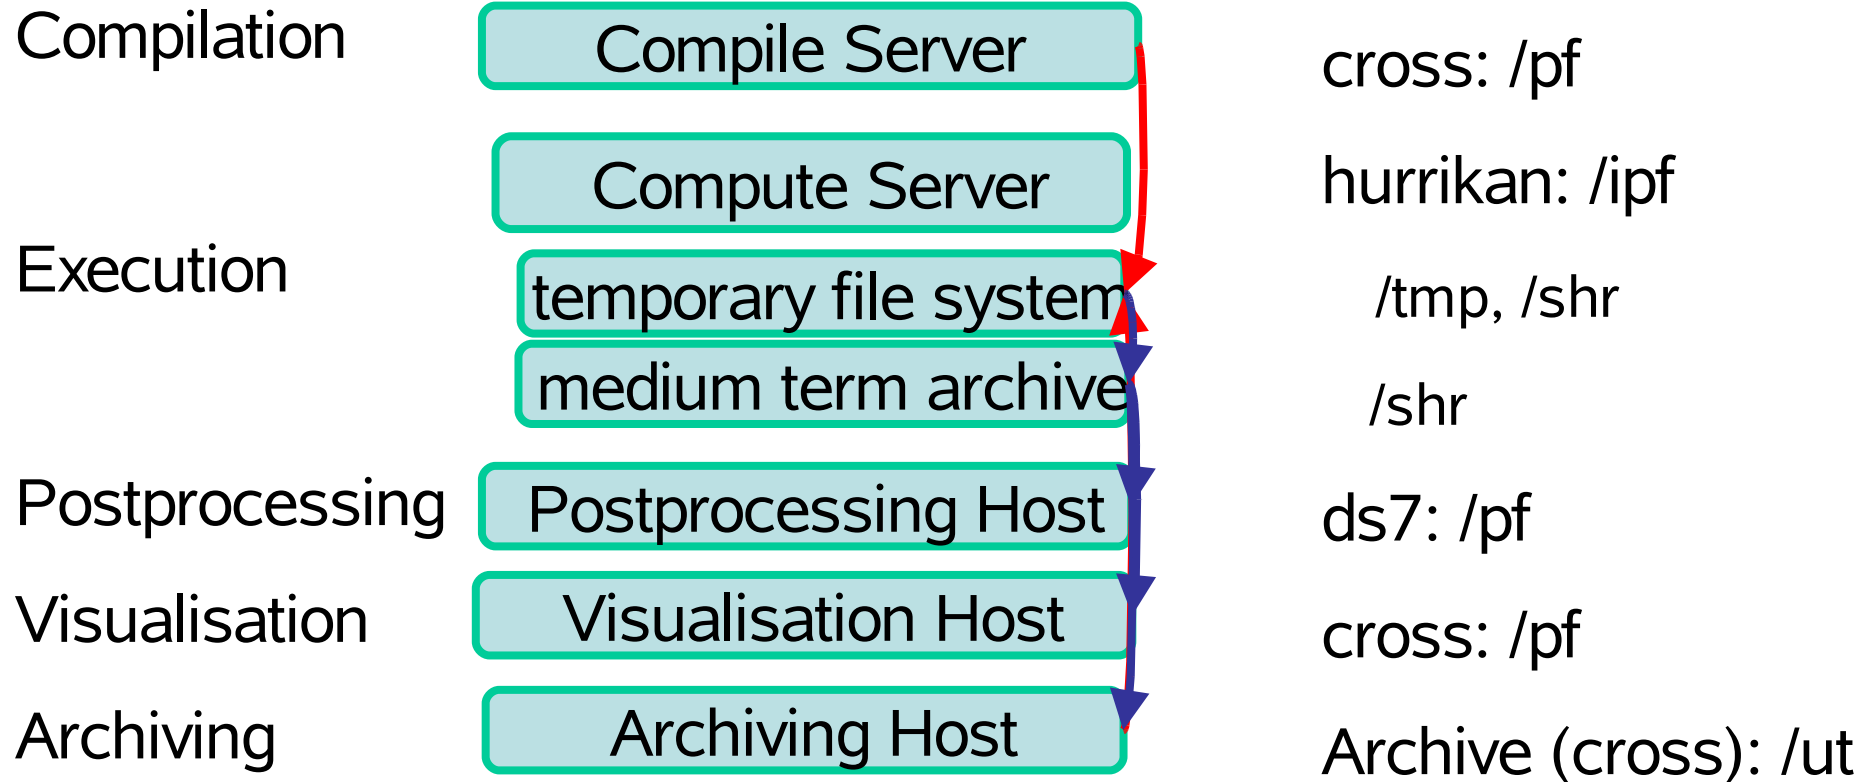 Compilation
Compile Server
cross: /pf
Compute Server
hurrikan: /ipf
Execution
temporary file system
/tmp, /shr
medium term archive
/shr
Postprocessing
Postprocessing Host
ds7: /pf
Visualisation
Visualisation Host
cross: /pf
Archiving
Archiving Host
Archive (cross): /ut